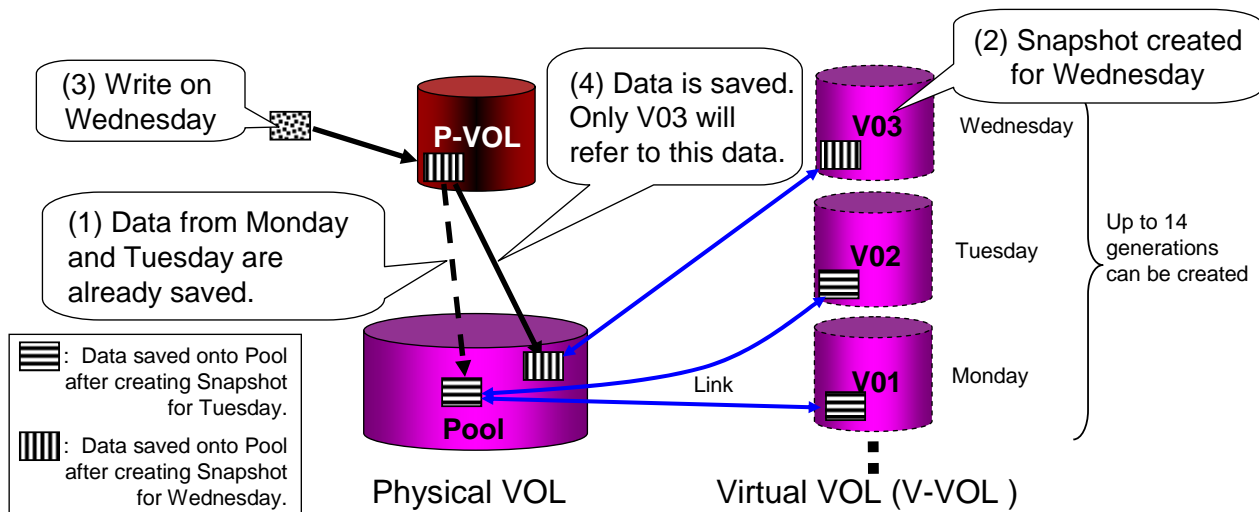 (2) Snapshot created
for Wednesday
(3) Write on
Wednesday
(4) Data is saved.
Only V03 will
refer to this data.
P-VOL
V03
Wednesday
(1) Data from Monday
and Tuesday are
already saved.
V02
Tuesday
Up to 14
generations
can be created
: Data saved onto Pool
after creating Snapshot
for Tuesday.
: Data saved onto Pool
after creating Snapshot
for Wednesday.
Pool
Link
V01
Monday
Physical VOL
Virtual VOL (V-VOL )